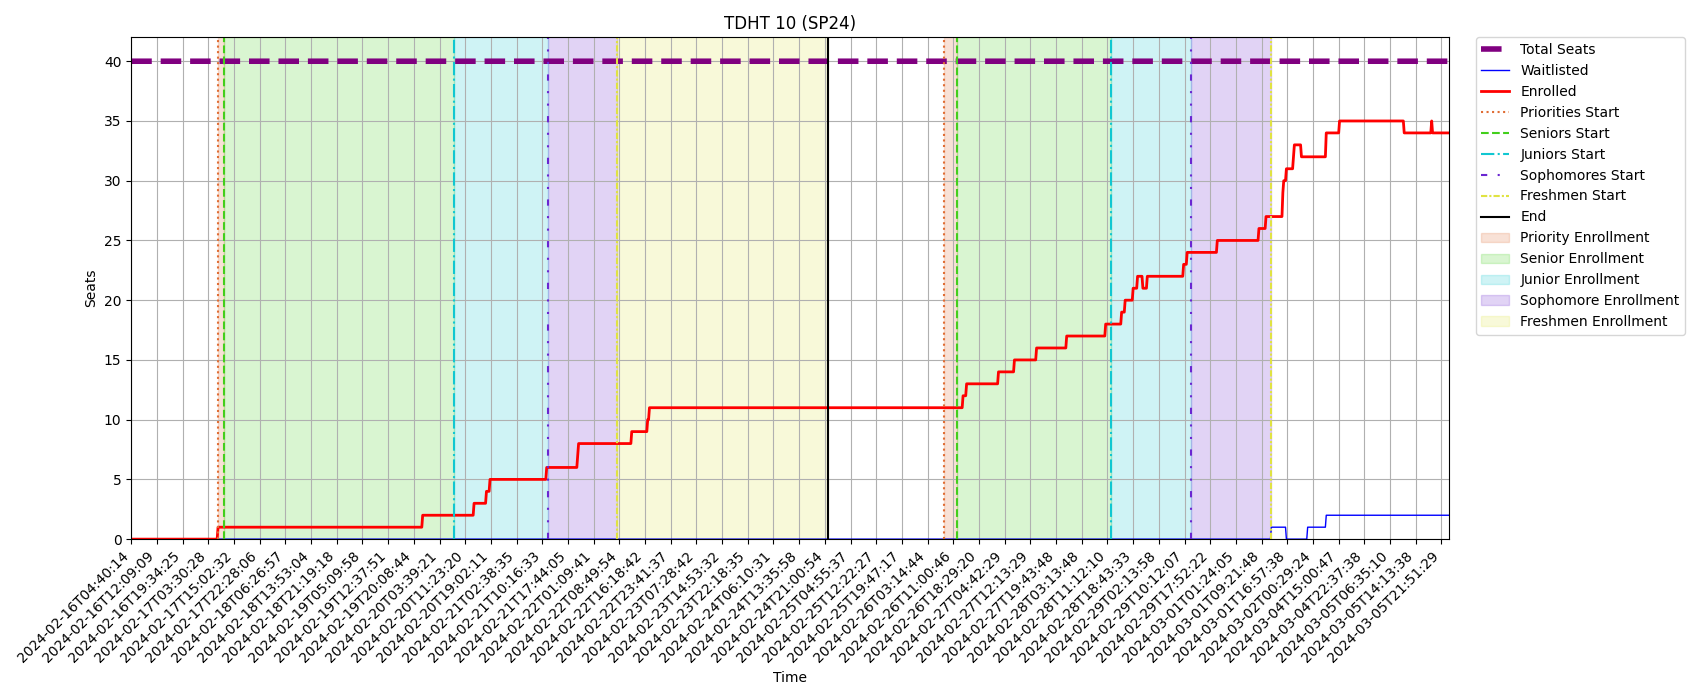 TDHT 10 (SP24)
Seats
40
35
30
25
20
15
10
5
0
2024-02-16T04:40:14
2024-02-16T12:09:09
2024-02-16T19:34:25
2024-02-17T03:30:28
2024-02-17T15:02:32
2024-02-17T22:28:06
2024-02-18T06:26:57
2024-02-18T13:53:04
2024-02-18T21:19:18
2024-02-19T05:09:58
2024-02-19T12:37:51
2024-02-19T20:08:44
2024-02-20T03:39:21
2024-02-20T11:23:20
2024-02-20T19:02:11
2024-02-21T02:38:35
2024-02-21T10:16:33
2024-02-21T17:44:05
2024-02-22T01:09:41
2024-02-22T08:49:54
2024-02-22T16:18:42
2024-02-22T23:41:37
2024-02-23T07:28:42
2024-02-23T14:53:32
2024-02-23T22:18:35
2024-02-24T06:10:31
2024-02-24T13:35:58
2024-02-24T21:00:54
2024-02-25T04:55:37
2024-02-25T12:22:27
2024-02-25T19:47:17
2024-02-26T03:14:44
2024-02-26T11:00:46
2024-02-26T18:29:20
2024-02-27T04:42:29
2024-02-27T12:13:29
2024-02-27T19:43:48
2024-02-28T03:13:48
2024-02-28T11:12:10
2024-02-28T18:43:33
2024-02-29T02:13:58
2024-02-29T10:12:07
2024-02-29T17:52:22
2024-03-01T01:24:05
2024-03-01T09:21:48
2024-03-01T16:57:38
2024-03-04T00:29:24
2024-03-04T15:00:47
2024-03-04T22:37:38
2024-03-05T06:35:10
2024-03-05T14:13:38
2024-03-05T21:51:29
Time
Total Seats
Waitlisted
Enrolled
Priorities Start
Seniors Start
Juniors Start
Sophomores Start
Freshmen Start
End
Priority Enrollment
Senior Enrollment
Junior Enrollment
Sophomore Enrollment
Freshmen Enrollment